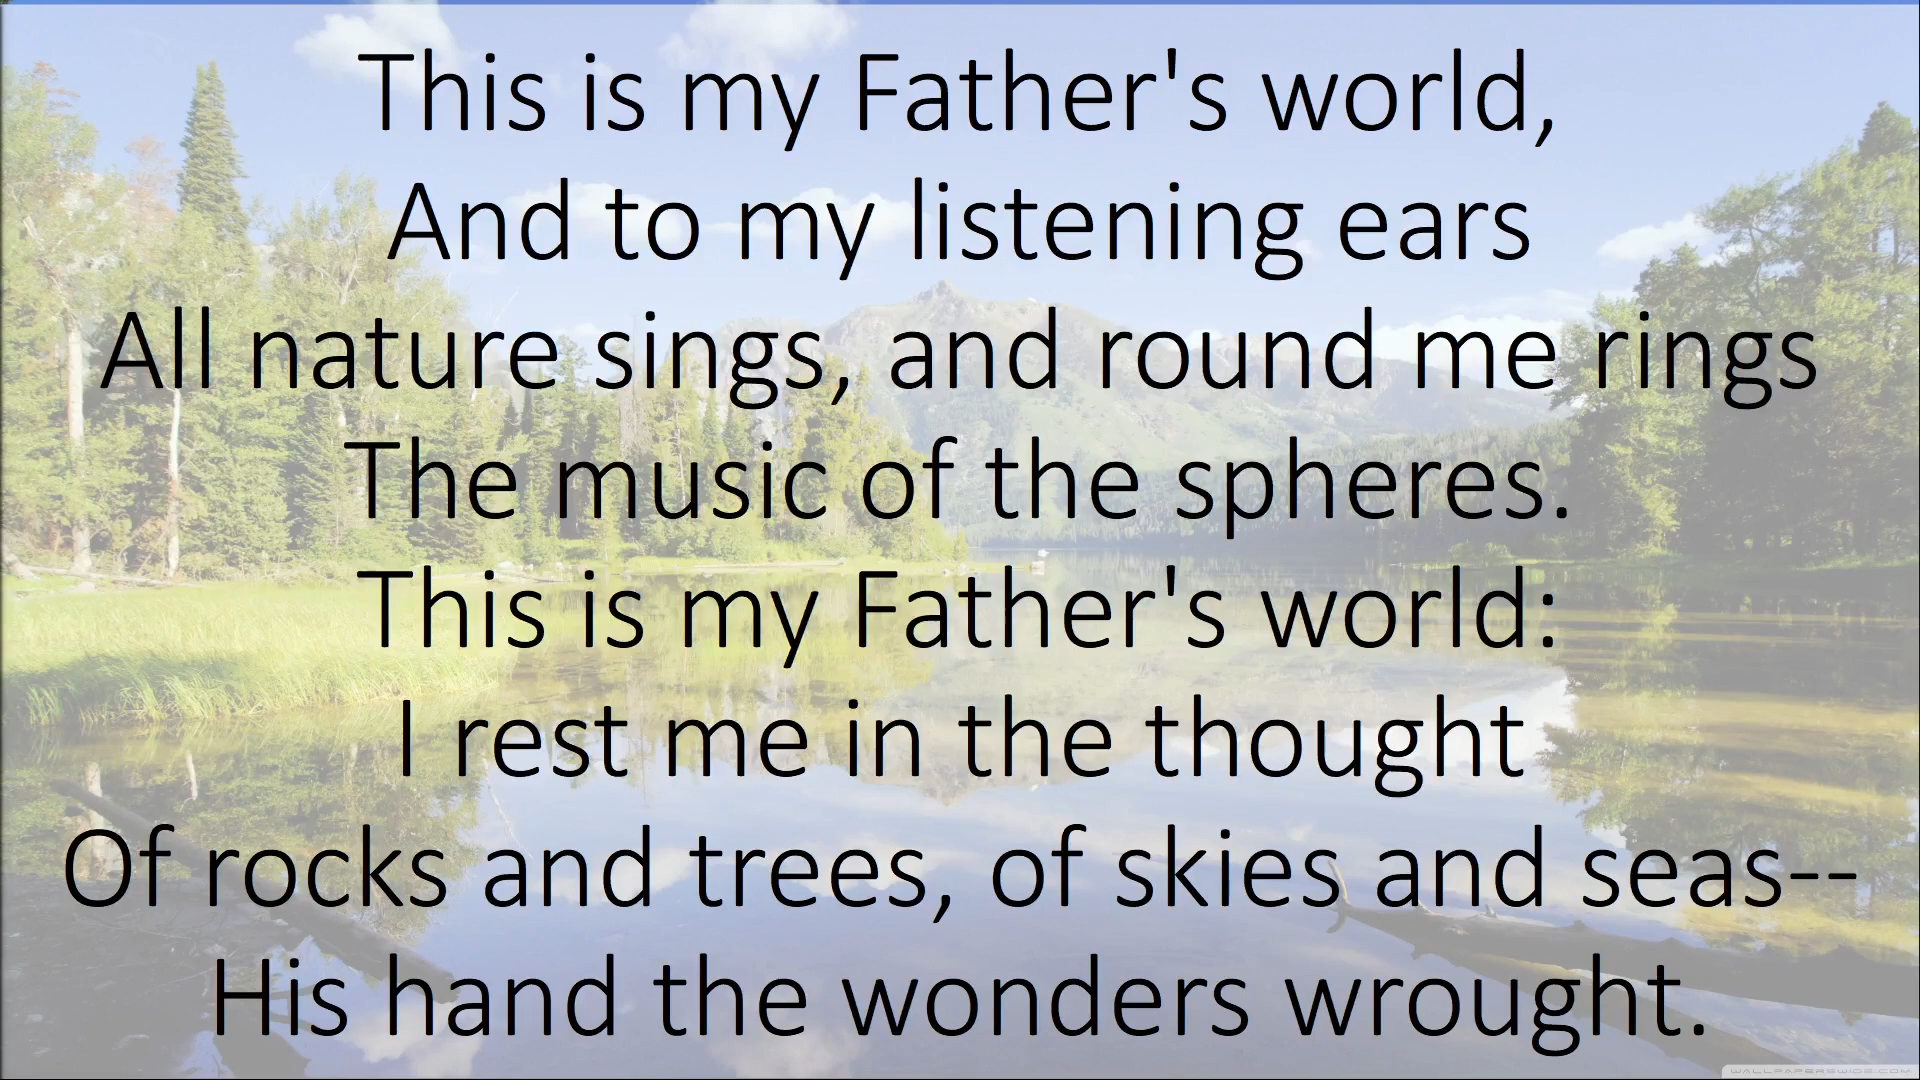 This is my Father's world,
And to my listening ears
All nature sings, and round me rings
The music of the spheres.
This is my Father's world:
I rest me in the thought
Of rocks and trees, of skies and seas--
His hand the wonders wrought.
WALLPAPERSWIDE.COM